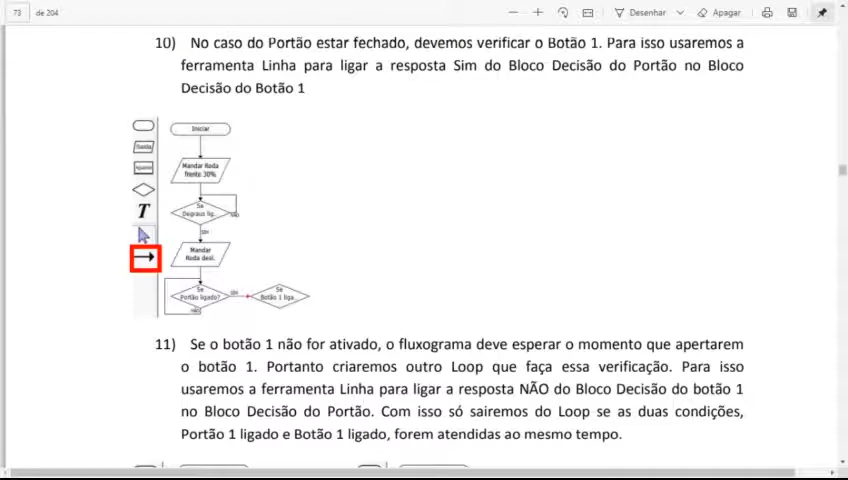 73 de 204
Desenhar
Apagar
10) No caso do Portão estar fechado, devemos verificar o Botão 1. Para isso usaremos a
ferramenta Linha para ligar a resposta Sim do Bloco Decisão do Portão no Bloco
Decisão do Botão 1
Iniciar
Mandar Roda
frente 30%
T
Se
Degraus lig.
Mandar
Roda desl.
Se
Portão ligado?
Se
Botão 1 liga
11) Se o botão 1 não for ativado, o fluxograma deve esperar o momento que apertarem
o botão 1. Portanto criaremos outro Loop que faça essa verificação. Para isso
usaremos a ferramenta Linha para ligar a resposta NÃO do Bloco Decisão do botão 1
no Bloco Decisão do Portão. Com isso só sairemos do Loop se as duas condições,
Portão 1 ligado e Botão 1 ligado, forem atendidas ao mesmo tempo.